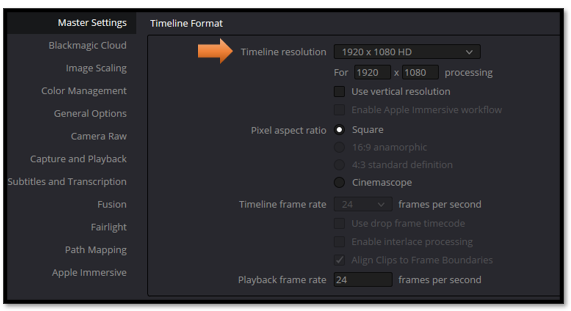 Master Settings
Blackmagic Cloud
Image Scaling
Color Management
General Options
Camera Raw
Capture and Playback
Subtitles and Transcription
Fusion
Fairlight
Path Mapping
Apple Immersive
Timeline Format
Timeline resolution 1920 x 1080 HD
For 1920 x 1080 processing
Use vertical resolution
Enable Apple Immersive workflow
Pixel aspect ratio Square
16:9 anamorphic
4:3 standard definition
Cinemascope
Timeline frame rate 24 frames per second
Use drop frame timecode
Enable interlace processing
Align Clips to Frame Boundaries
Playback frame rate 24 frames per second